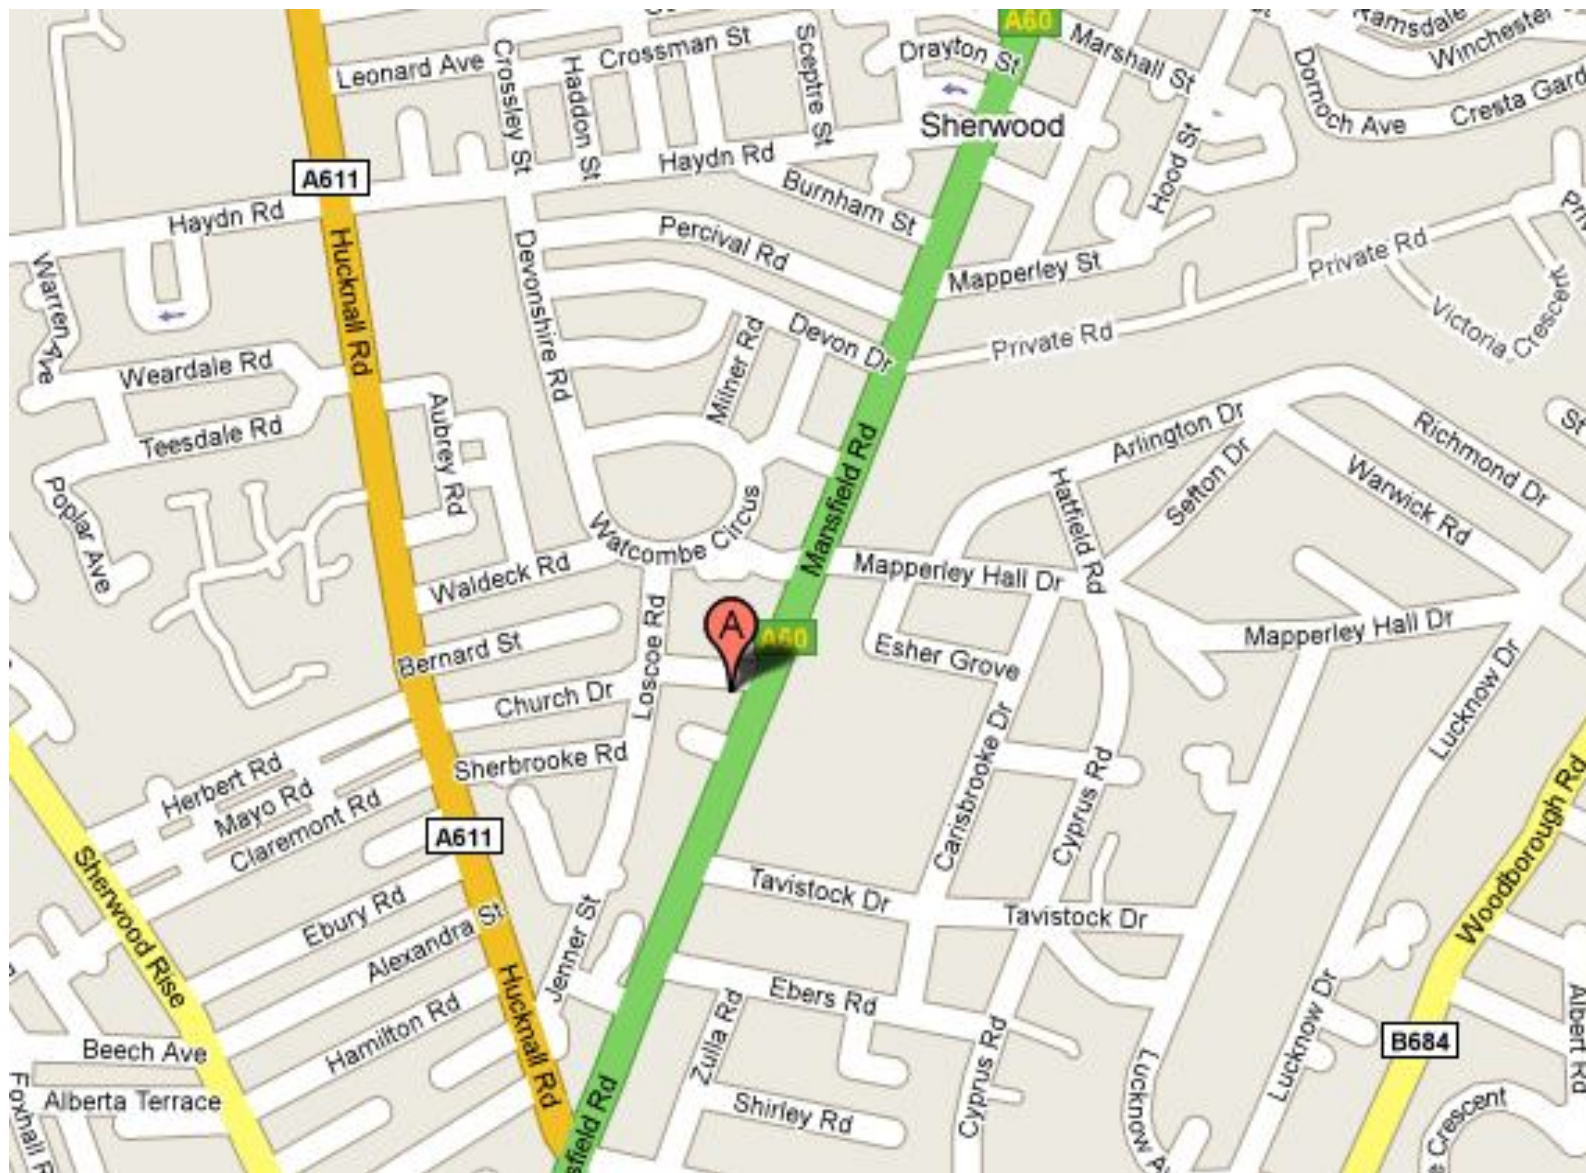 A60
Ramsdale
Winchester
Marshall St
Drayton St
Crossman St
Sceptre St
Leonard Ave
Crossley St
Haddon St
Dornoch Ave
Cresta Gard
Sherwood
Haydn Rd
A611
Burnham St
Hood St
Haydn Rd
Percival Rd
Devonshire Rd
Hucknall Rd
Warren Ave
Mapperley St
Private Rd
Victoria Crescent
Private Rd
Devon Dr
Milner Rd
Weardale Rd
Teesdale Rd
Aubrey Rd
Arlington Dr
Richmond Dr
St
Mansfield Rd
Sefton Dr
Warwick Rd
Hatfield Rd
Poplar Ave
Watcombe Circus
Waldeck Rd
Mapperley Hall Dr
A
A60
Loscoe Rd
Bernard St
Esher Grove
Mapperley Hall Dr
Lucknow Dr
Church Dr
Sherbrooke Rd
Carisbrooke Dr
Cyprus Rd
Herbert Rd
Mayo Rd
Claremont Rd
A611
Woodborough Rd
Sherwood Rise
Tavistock Dr
Tavistock Dr
Ebury Rd
Alexandra St
Jenner St
Hucknall Rd
Hamilton Rd
Ebers Rd
Zulla Rd
Cyprus Rd
Lucknow Dr
B684
Albert Rd
Beech Ave
Alberta Terrace
Foxhall R
Shirley Rd
Lucknow Av
Crescent
sfield Rd